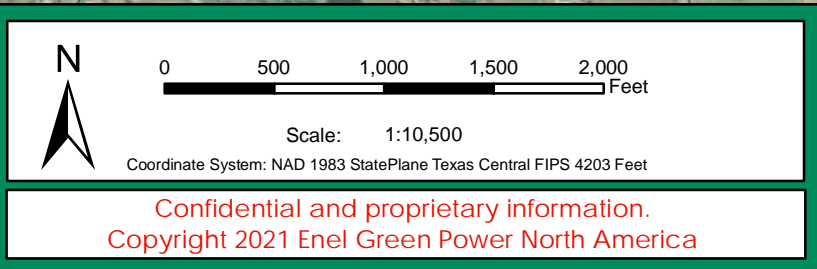 N
0 500 1,000 1,500 2,000
Feet
Scale: 1:10,500
Coordinate System: NAD 1983 StatePlane Texas Central FIPS 4203 Feet
Confidential and proprietary information.
Copyright 2021 Enel Green Power North America